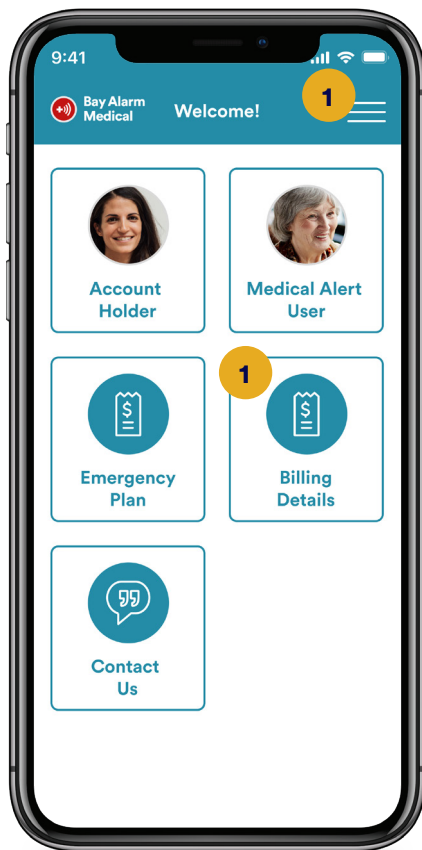 9:41
Bay Alarm
Medical
Welcome!
1
Account
Holder
Medical Alert
User
1
$
Emergency
Plan
$
Billing
Details
Contact
Us